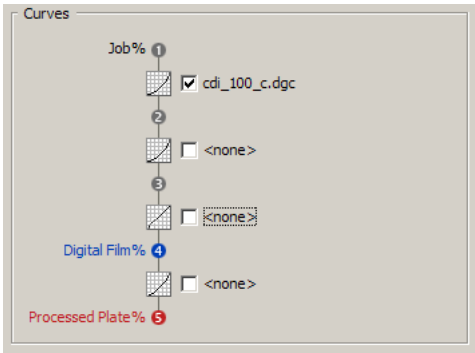 Curves
Job% 1
cdi_100_c.dgc
2
<none>
3
<none>
Digital Film% 4
<none>
Processed Plate% 5